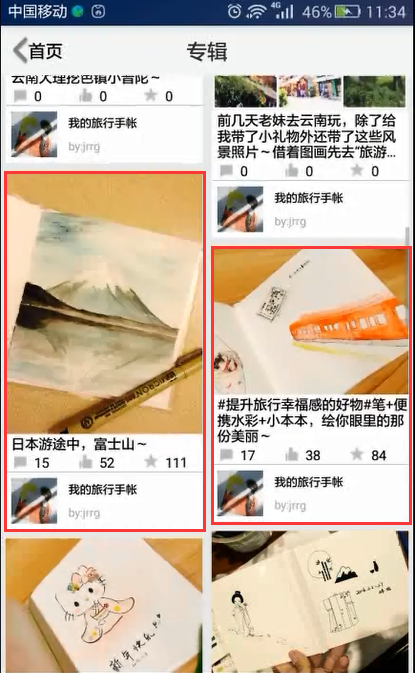 中国移动 4G 46% 11:34
首页
专辑
云南大理挖色镇小普陀～
0 0 0
我的旅行手帐
by:jrrg
日本游途中，富士山～
15 52 111
我的旅行手帐
by:jrrg
新年快乐
前几天老妹去云南玩，除了给
我带了小礼物外还带了这些风
景照片～借着图画先去“旅游...
0 0 0
我的旅行手帐
by:jrrg
#提升旅行幸福感的好物#笔+便
携水彩+小本本，绘你眼里的那
份美丽～
17 38 84
我的旅行手帐
by:jrrg